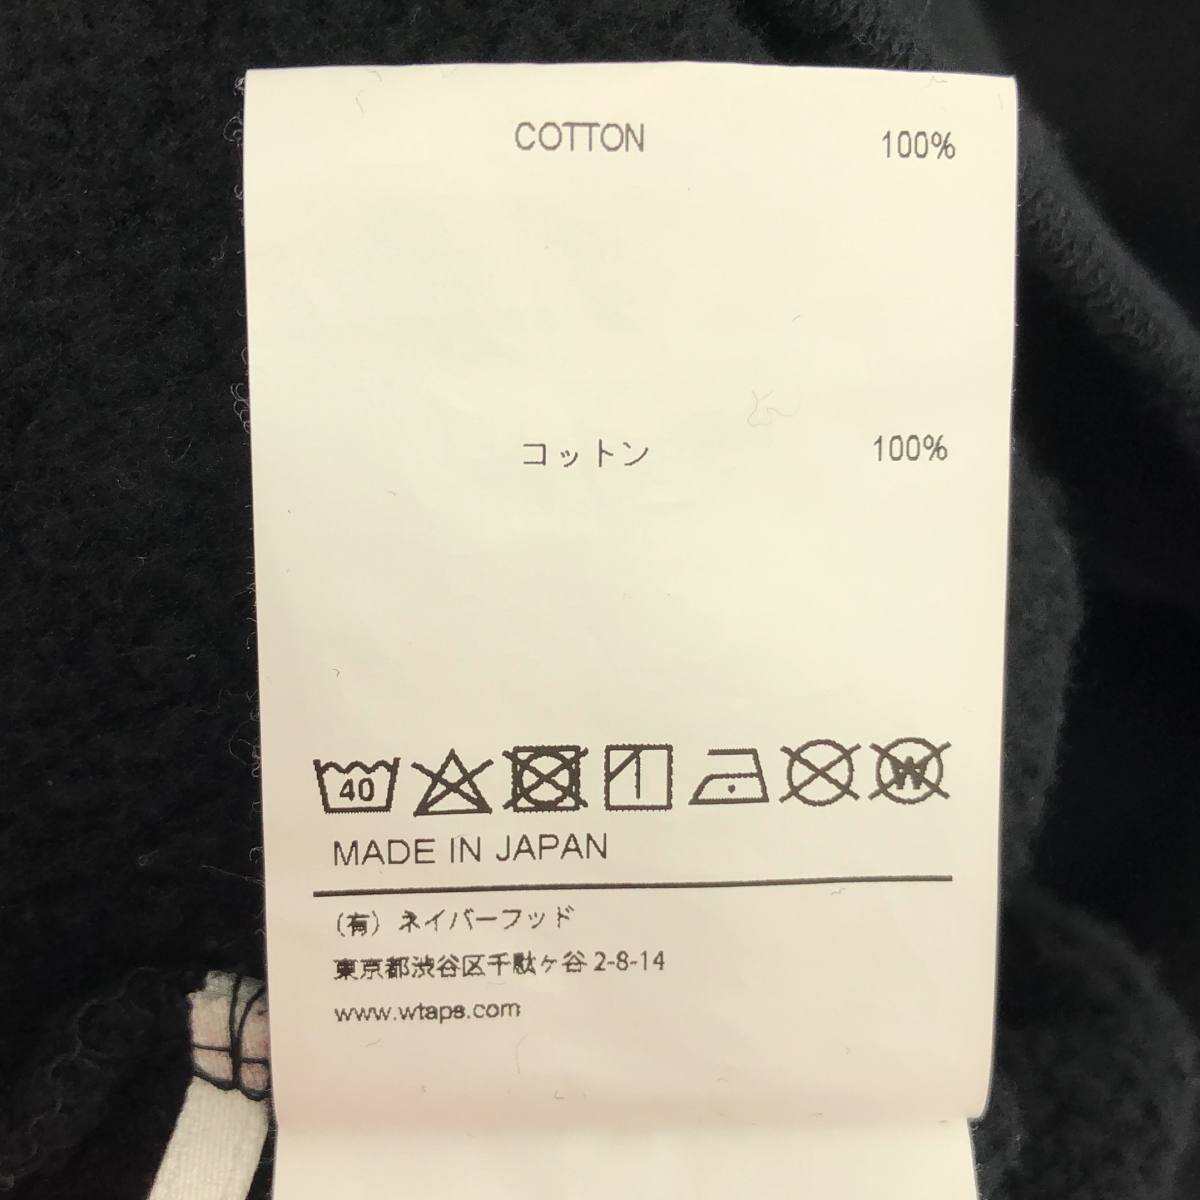 COTTON 100%
コットン 100%
40 W
MADE IN JAPAN
(有) ネイバーフッド
東京都渋谷区千駄ヶ谷 2-8-14
www.wtaps.com